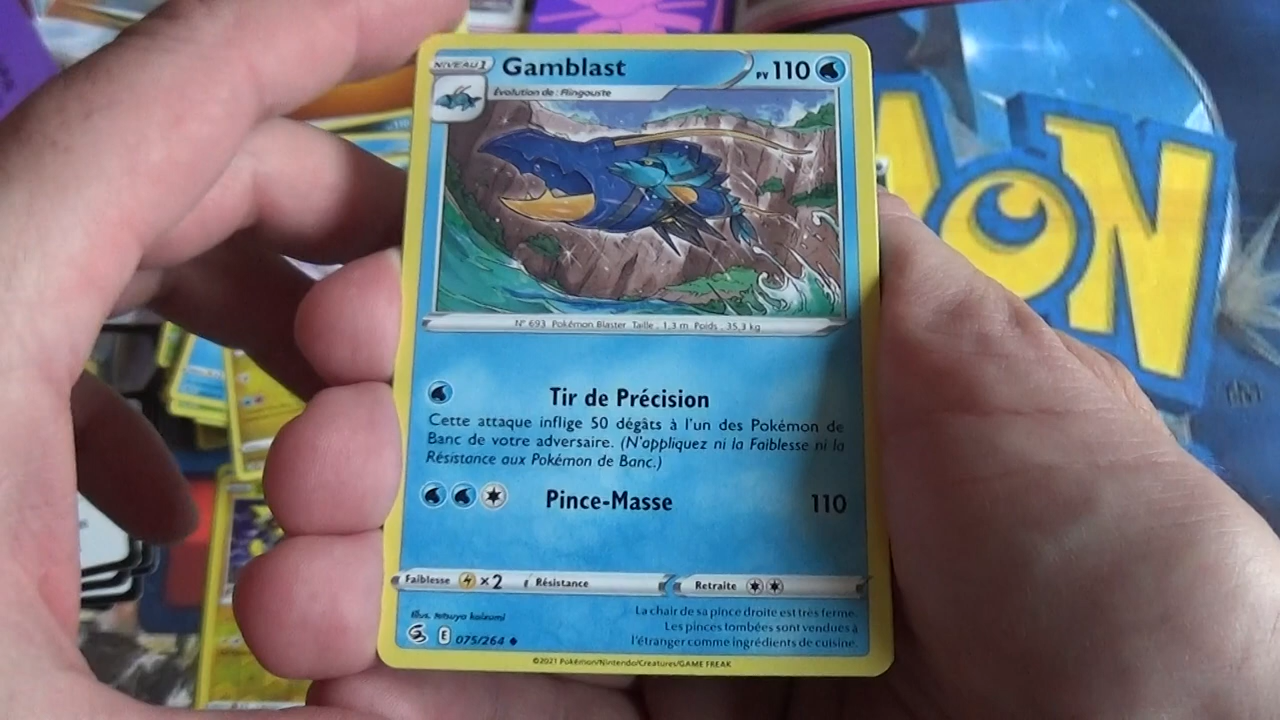 NIVEAU 1
Gamblast
PV 110
Évolution de : Flingouste
N° 693 Pokémon Blaster Taille : 1,3 m Poids : 35,3 kg
Tir de Précision
Cette attaque inflige 50 dégâts à l'un des Pokémon de
Banc de votre adversaire. (N'appliquez ni la Faiblesse ni la
Résistance aux Pokémon de Banc.)
Pince-Masse 110
Faiblesse ×2 Résistance Retraite
Illus. tetsuya koizumi
La chair de sa pince droite est très ferme.
Les pinces tombées sont vendues à
l'étranger comme ingrédients de cuisine.
E 075/264
©2021 Pokémon/Nintendo/Creatures/GAME FREAK
MON